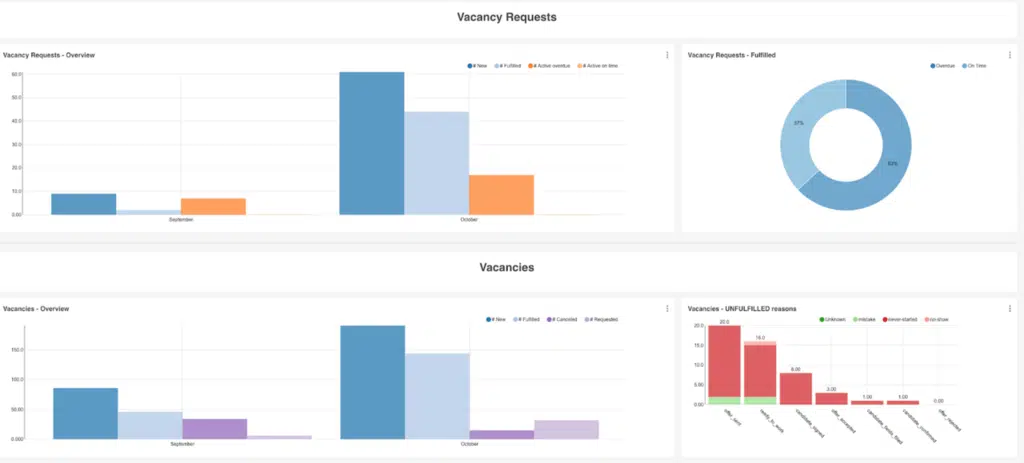 Vacancy Requests
Vacancy Requests - Overview
# New # Fulfilled # Active overdue # Active on time
60.0
50.0
40.0
30.0
20.0
10.0
0.00
September October
Vacancy Requests - Fulfilled
Overdue On Time
37%
63%
Vacancies
Vacancies - Overview
# New # Fulfilled # Cancelled # Requested
150.0
100.0
50.00
0.000
September October
Vacancies - UNFULFILLED reasons
Unknown mistake never-started no-show
20.0
15.0
10.0
5.00
0.00
20.0
16.0
8.00
3.00
1.00
1.00
0.00
offer_sent
ready_to_work
candidate_signed
offer_accepted
candidate_confirmed
offer_rejected